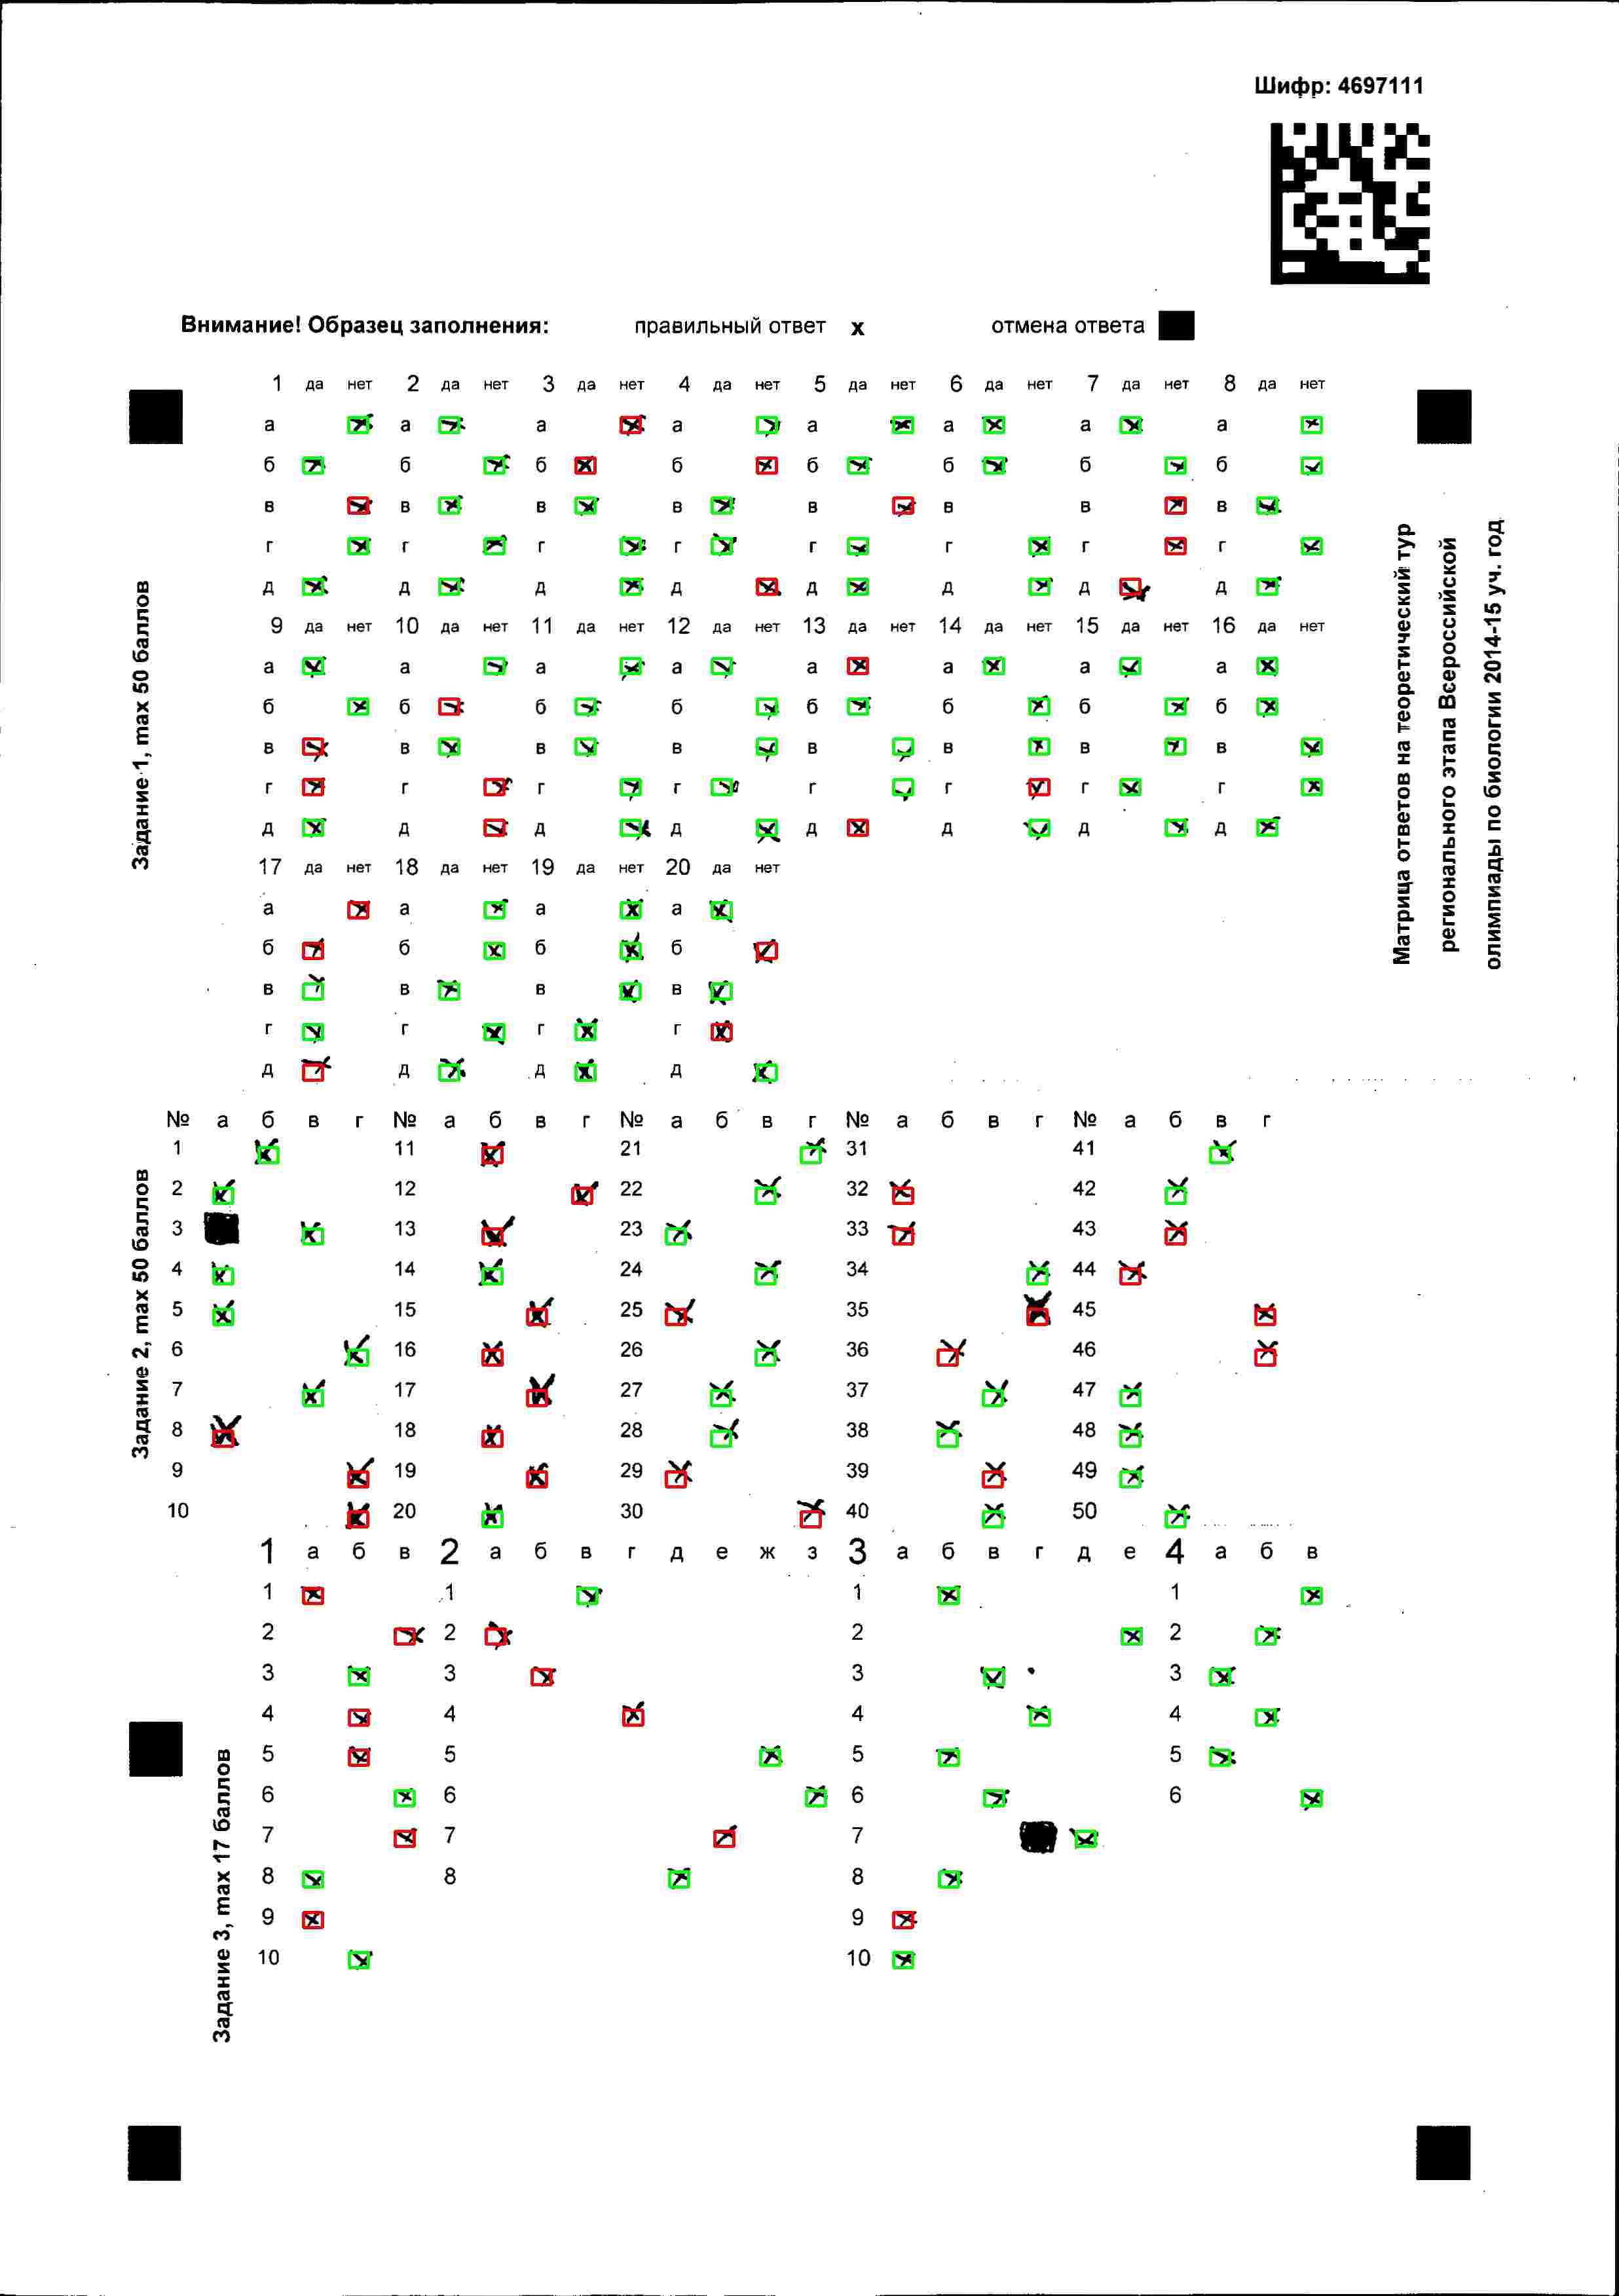 Шифр: 4697111
Внимание! Образец заполнения: правильный ответ х отмена ответа
1 да нет 2 да нет 3 да нет 4 да нет 5 да нет 6 да нет 7 да нет 8 да нет
а а а а а а а а
б б б б б б б б
в в в в в в в в
г г г г г г г г
д д д д д д д д
9 да нет 10 да нет 11 да нет 12 да нет 13 да нет 14 да нет 15 да нет 16 да нет
а а а а а а а а
б б б б б б б б
в в в в в в в в
г г г г г г г г
д д д д д д д д
17 да нет 18 да нет 19 да нет 20 да нет
а а а а
б б б б
в в в в
г г г г
д д д д
Задание 1, max 50 баллов
Матрица ответов на теоретический тур
регионального этапа Всероссийской
олимпиады по биологии 2014-15 уч. год
№ а б в г № а б в г № а б в г № а б в г № а б в г
1 11 21 31 41
2 12 22 32 42
3 13 23 33 43
4 14 24 34 44
5 15 25 35 45
6 16 26 36 46
7 17 27 37 47
8 18 28 38 48
9 19 29 39 49
10 20 30 40 50
Задание 2, max 50 баллов
1 а б в 2 а б в г д е ж з 3 а б в г д е 4 а б в
1 1 1 1
2 2 2 2
3 3 3 3
4 4 4 4
5 5 5 5
6 6 6 6
7 7 7
8 8 8
9 9
10 10
Задание 3, max 17 баллов